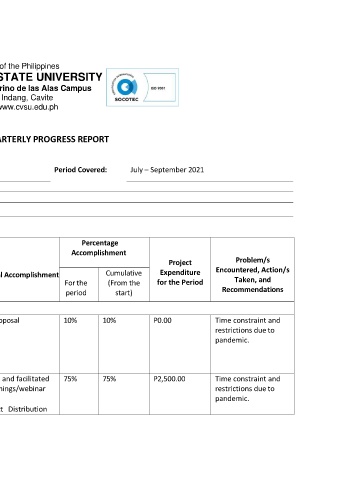 of the Philippines
STATE UNIVERSITY
rino de las Alas Campus
Indang, Cavite
www.cvsu.edu.ph
SOCOTEC
ISO 9001
ARTERLY PROGRESS REPORT
Period Covered: July – September 2021
Percentage
Accomplishment
l Accomplishment
For the
period
Cumulative
(From the
start)
Project
Expenditure
for the Period
Problem/s
Encountered, Action/s
Taken, and
Recommendations
oposal
10%
10%
P0.00
Time constraint and
restrictions due to
pandemic.
and facilitated
nings/webinar
rt Distribution
75%
75%
P2,500.00
Time constraint and
restrictions due to
pandemic.